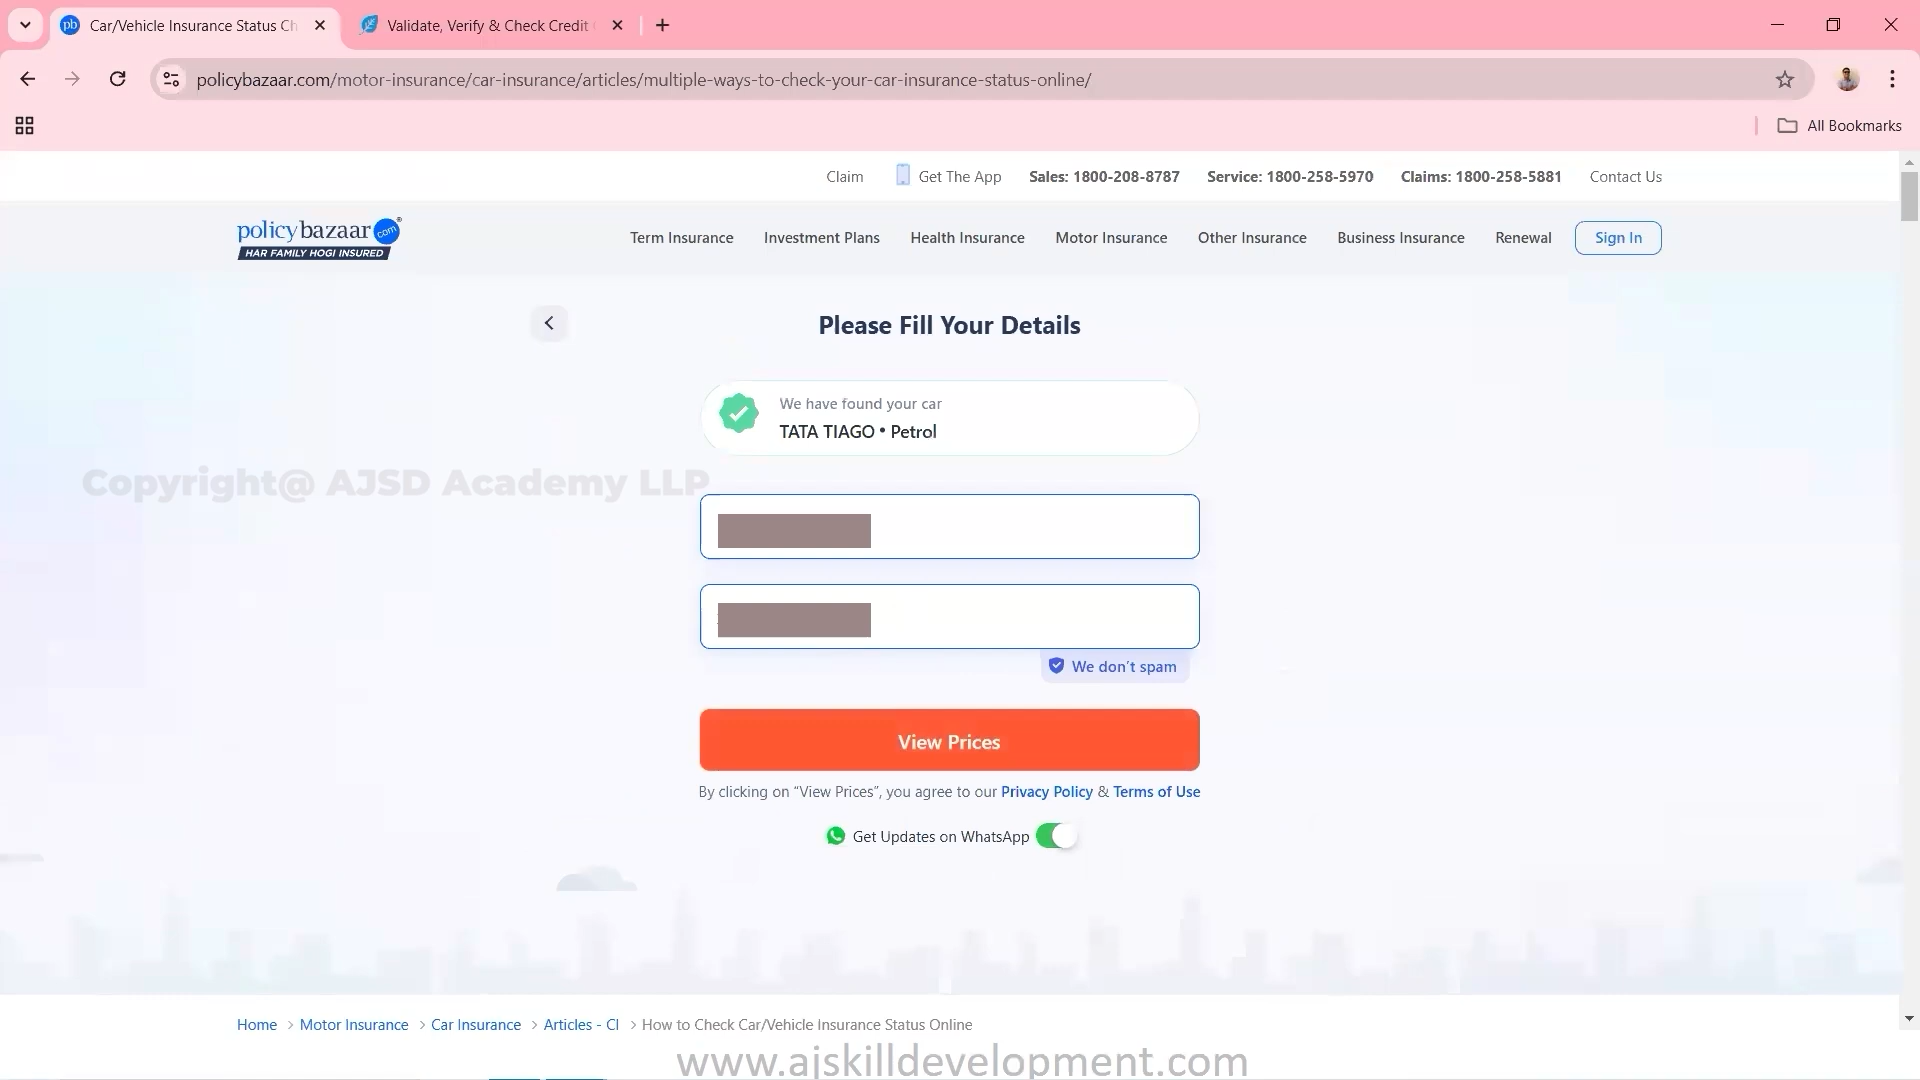 Car/Vehicle Insurance Status Ch
Validate, Verify & Check Credit
policybazaar.com/motor-insurance/car-insurance/articles/multiple-ways-to-check-your-car-insurance-status-online/
All Bookmarks
Claim Get The App Sales: 1800-208-8787 Service: 1800-258-5970 Claims: 1800-258-5881 Contact Us
policybazaar com
HAR FAMILY HOGI INSURED
Term Insurance Investment Plans Health Insurance Motor Insurance Other Insurance Business Insurance Renewal Sign In
Please Fill Your Details
We have found your car
TATA TIAGO • Petrol
Copyright@ AJSD Academy LLP
We don't spam
View Prices
By clicking on “View Prices”, you agree to our Privacy Policy & Terms of Use
Get Updates on WhatsApp
Home > Motor Insurance > Car Insurance > Articles - CI > How to Check Car/Vehicle Insurance Status Online
www.ajskilldevelopment.com